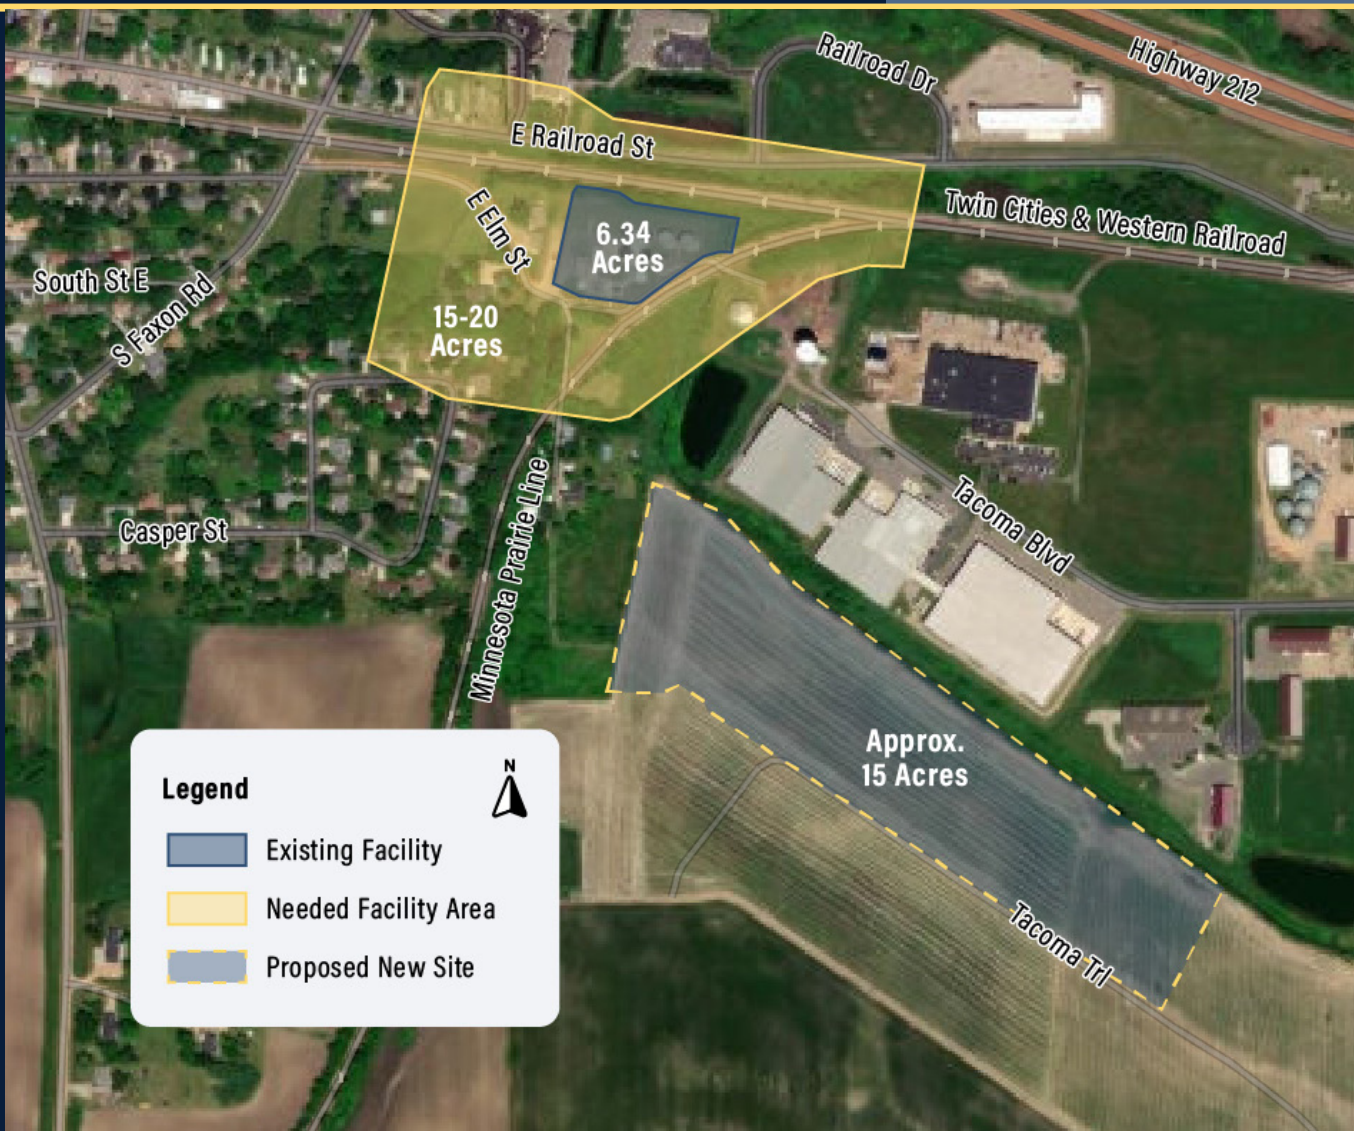 Highway 212
Railroad Dr
E Railroad St
Twin Cities & Western Railroad
E Elm St
6.34
Acres
South St E
S Faxon Rd
15-20
Acres
Casper St
Minnesota Prairie Line
Tacoma Blvd
Approx.
15 Acres
Tacoma Trl
Legend
N
Existing Facility
Needed Facility Area
Proposed New Site